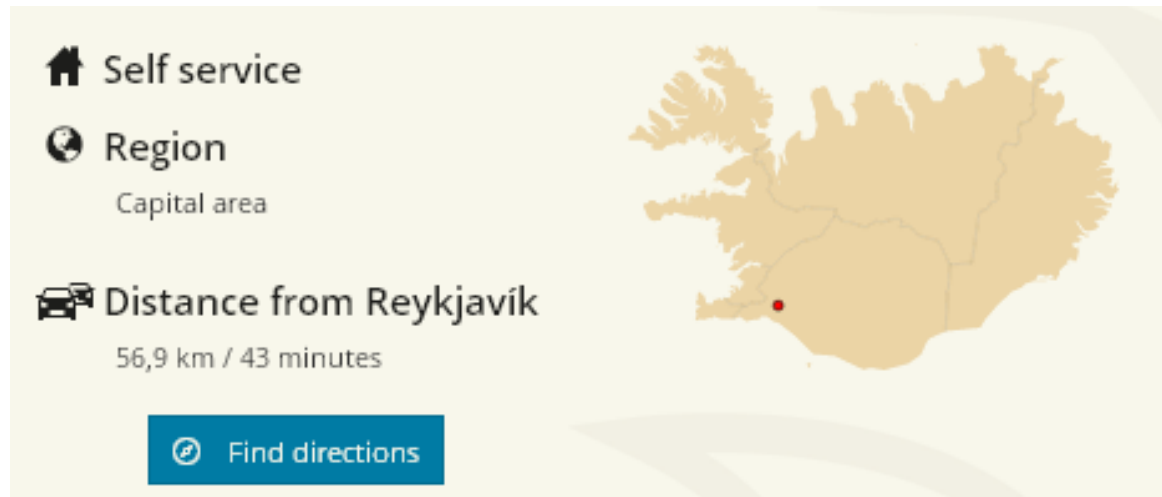 Self service
Region
Capital area
Distance from Reykjavík
56,9 km / 43 minutes
Find directions